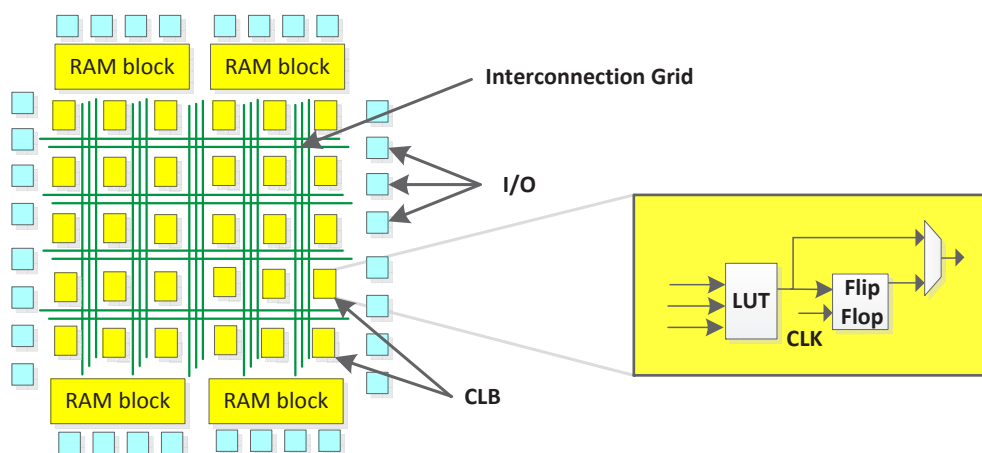 RAM block
RAM block
Interconnection Grid
I/O
LUT
Flip
Flop
CLK
CLB
RAM block
RAM block